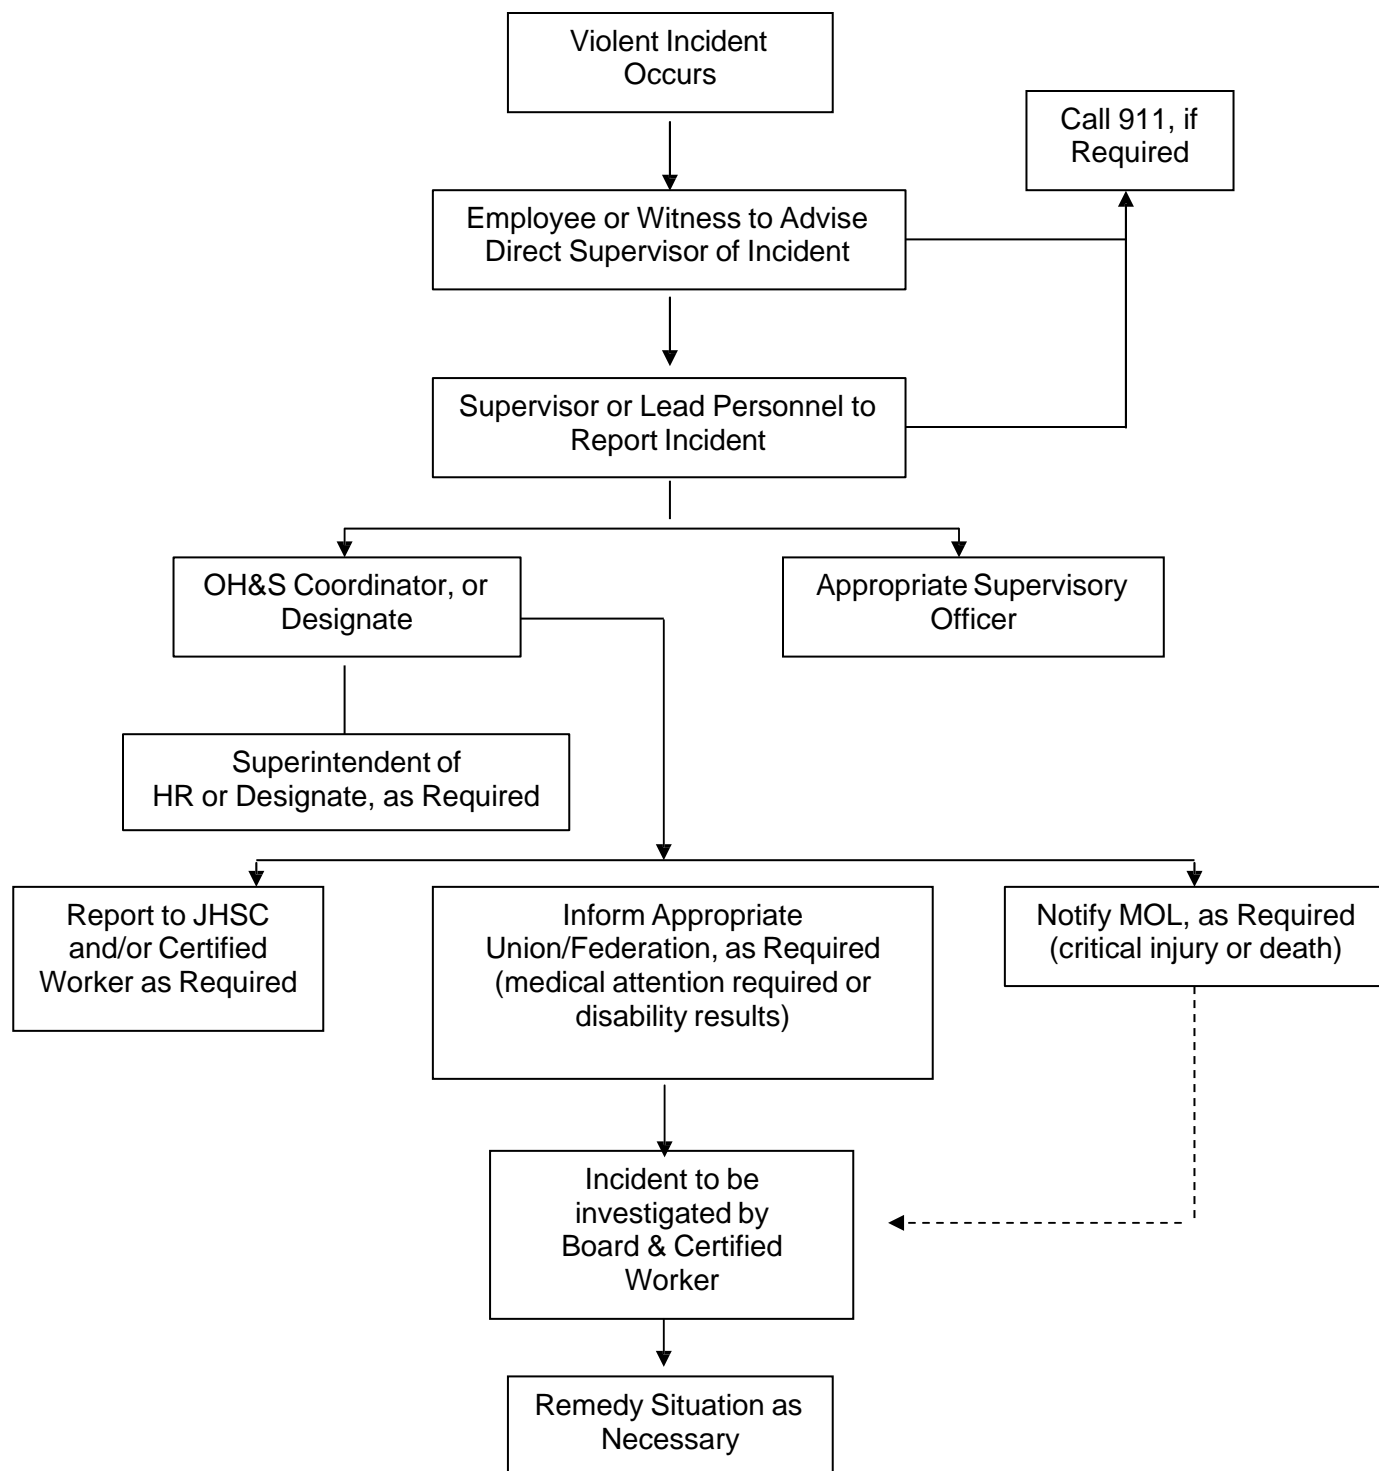 Violent Incident
Occurs
Call 911, if
Required
Employee or Witness to Advise
Direct Supervisor of Incident
Supervisor or Lead Personnel to
Report Incident
OH&S Coordinator, or
Designate
Appropriate Supervisory
Officer
Superintendent of
HR or Designate, as Required
Report to JHSC
and/or Certified
Worker as Required
Inform Appropriate
Union/Federation, as Required
(medical attention required or
disability results)
Notify MOL, as Required
(critical injury or death)
Incident to be
investigated by
Board & Certified
Worker
Remedy Situation as
Necessary